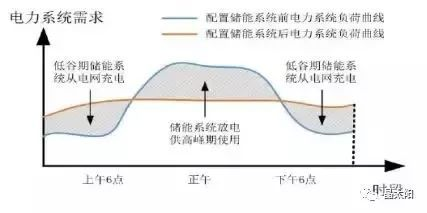 电力系统需求
配置储能系统前电力系统负荷曲线
配置储能系统后电力系统负荷曲线
低谷期储能系
统从电网充电
低谷期储能系
统从电网充电
储能系统放电
供高峰期使用
上午6点
正午
下午6点
时段